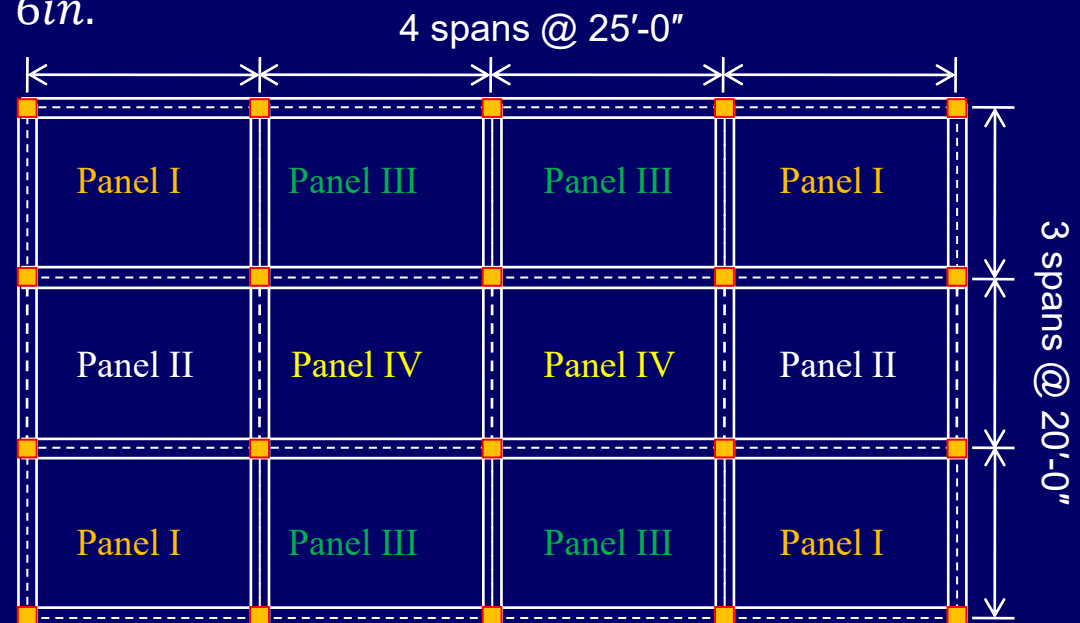 6in.
4 spans @ 25′-0″
Panel I Panel III Panel III Panel I
3 spans @ 20′-0″
Panel II Panel IV Panel IV Panel II
Panel I Panel III Panel III Panel I